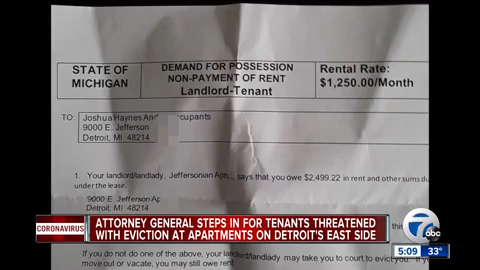 STATE OF
MICHIGAN
DEMAND FOR POSSESSION
NON-PAYMENT OF RENT
Landlord-Tenant
Rental Rate:
$1,250.00/Month
TO:
Joshua Haynes And occupants
9000 E. Jefferson
Detroit, MI 48214
1. Your landlord/landlady, Jeffersonian Apts., says that you owe $2,499.22 in rent and other sums du
under the lease.
9000 E. Jefferson Ap
Detroit, MI 48214
this
CORONAVIRUS
ATTORNEY GENERAL STEPS IN FOR TENANTS THREATENED
WITH EVICTION AT APARTMENTS ON DETROIT'S EAST SIDE
7 abc
5:09 33°
If you do not do one of the above, your landlord/landlady may take you to court to evict you. If
move out or vacate, you may still owe rent.